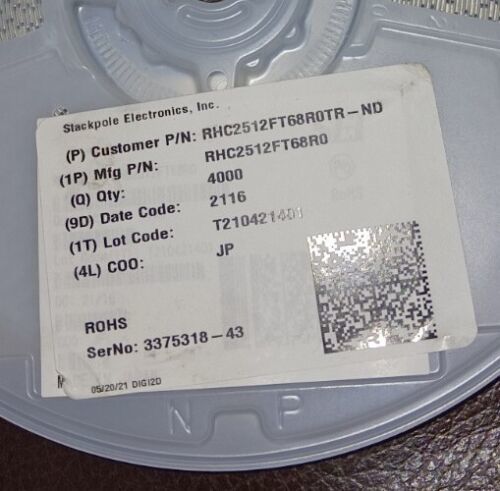 Stackpole Electronics, Inc.
(P) Customer P/N: RHC2512FT68R0TR-ND
(1P) Mfg P/N: RHC2512FT68R0
(Q) Qty: 4000
(9D) Date Code: 2116
(1T) Lot Code: T210421401
(4L) COO: JP
ROHS
SerNo: 3375318-43
05/20/21 DIGI2D
N P